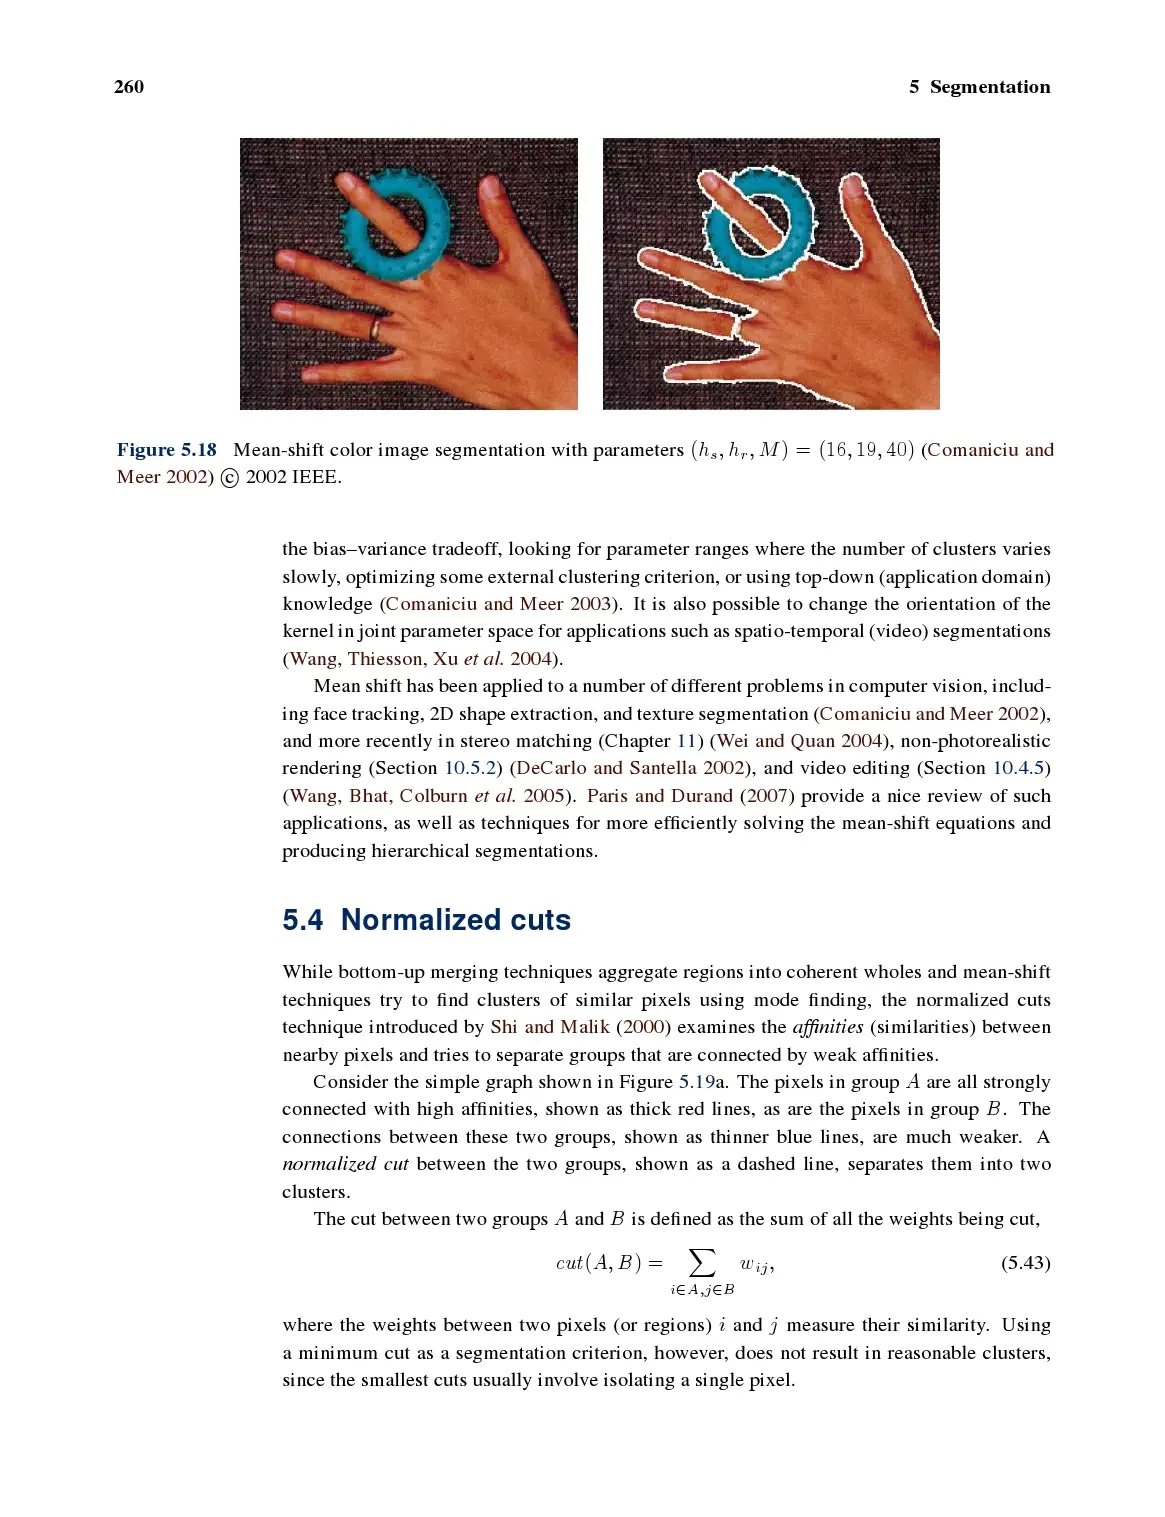 260
5 Segmentation
Figure 5.18 Mean-shift color image segmentation with parameters (h_s, h_r, M) = (16, 19, 40) (Comaniciu and
Meer 2002) © 2002 IEEE.
the bias–variance tradeoff, looking for parameter ranges where the number of clusters varies
slowly, optimizing some external clustering criterion, or using top-down (application domain)
knowledge (Comaniciu and Meer 2003). It is also possible to change the orientation of the
kernel in joint parameter space for applications such as spatio-temporal (video) segmentations
(Wang, Thiesson, Xu et al. 2004).
Mean shift has been applied to a number of different problems in computer vision, includ-
ing face tracking, 2D shape extraction, and texture segmentation (Comaniciu and Meer 2002),
and more recently in stereo matching (Chapter 11) (Wei and Quan 2004), non-photorealistic
rendering (Section 10.5.2) (DeCarlo and Santella 2002), and video editing (Section 10.4.5)
(Wang, Bhat, Colburn et al. 2005). Paris and Durand (2007) provide a nice review of such
applications, as well as techniques for more efficiently solving the mean-shift equations and
producing hierarchical segmentations.
5.4 Normalized cuts
While bottom-up merging techniques aggregate regions into coherent wholes and mean-shift
techniques try to find clusters of similar pixels using mode finding, the normalized cuts
technique introduced by Shi and Malik (2000) examines the affinities (similarities) between
nearby pixels and tries to separate groups that are connected by weak affinities.
Consider the simple graph shown in Figure 5.19a. The pixels in group A are all strongly
connected with high affinities, shown as thick red lines, as are the pixels in group B. The
connections between these two groups, shown as thinner blue lines, are much weaker. A
normalized cut between the two groups, shown as a dashed line, separates them into two
clusters.
The cut between two groups A and B is defined as the sum of all the weights being cut,
cut(A, B) = ∑_{i∈A,j∈B} w_{ij}, (5.43)
where the weights between two pixels (or regions) i and j measure their similarity. Using
a minimum cut as a segmentation criterion, however, does not result in reasonable clusters,
since the smallest cuts usually involve isolating a single pixel.